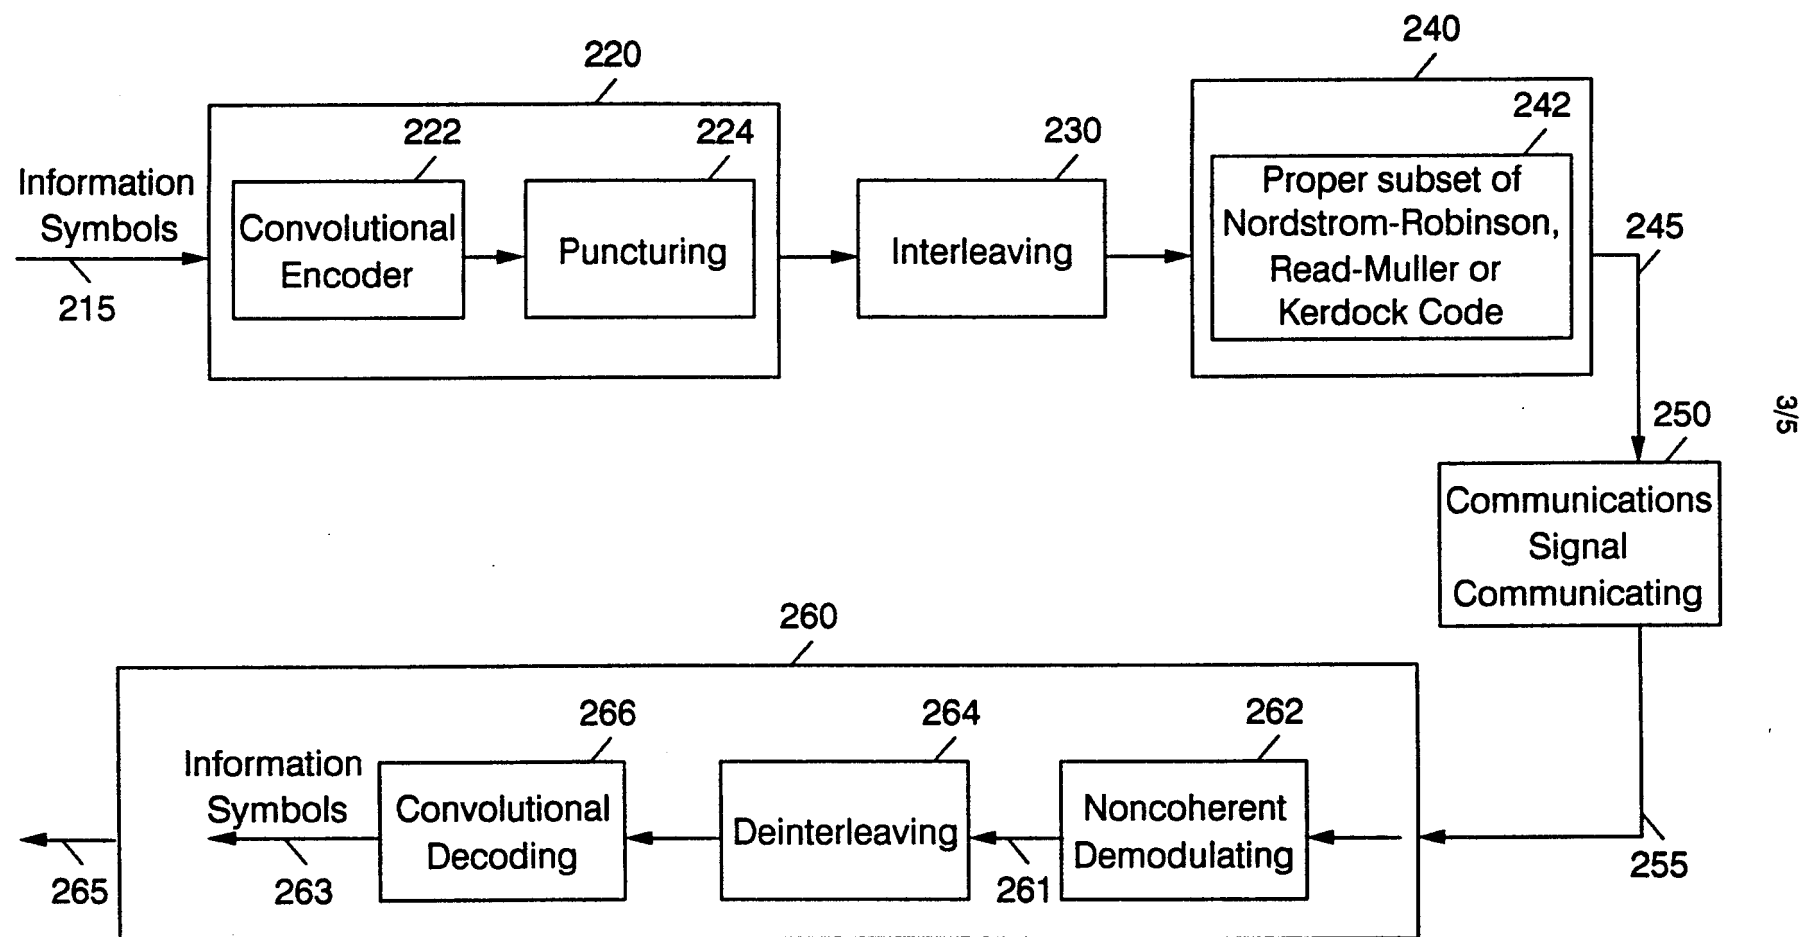 220
240
222
224
230
242
Information
Symbols
215
Convolutional
Encoder
Puncturing
Interleaving
Proper subset of
Nordstrom-Robinson,
Read-Muller or
Kerdock Code
245
3/5
250
Communications
Signal
Communicating
260
266
264
262
Information
Symbols
Convolutional
Decoding
Deinterleaving
Noncoherent
Demodulating
265
263
261
255